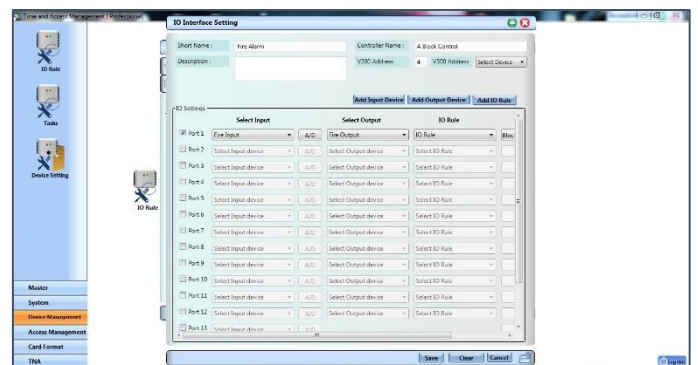 Time and Access Management (Professional)
IO Interface Setting
Short Name :
Fire Alarm
Controller Name :
A Block Control
Description :
V200 Address
4
V300 Address
Select Device
Add Input Device
Add Output Device
Add IO Rule
IO Settings
Select Input
Select Output
IO Rule
Port 1
Fire Input
A/D
Fire Output
IO Rule
Bloc
Port 2
Select Input device
A/D
Select Output device
Select IO Rule
Port 3
Select Input device
A/D
Select Output device
Select IO Rule
Port 4
Select Input device
A/D
Select Output device
Select IO Rule
Port 5
Select Input device
A/D
Select Output device
Select IO Rule
Port 6
Select Input device
A/D
Select Output device
Select IO Rule
Port 7
Select Input device
A/D
Select Output device
Select IO Rule
Port 8
Select Input device
A/D
Select Output device
Select IO Rule
Port 9
Select Input device
A/D
Select Output device
Select IO Rule
Port 10
Select Input device
A/D
Select Output device
Select IO Rule
Port 11
Select Input device
A/D
Select Output device
Select IO Rule
Port 12
Select Input device
A/D
Select Output device
Select IO Rule
Port 13
Select Input device
A/D
Save
Clear
Cancel
IO Rule
Tasks
Device Setting
IO Rule
Master
System
Device Management
Access Management
Card Format
TNA
Log Out